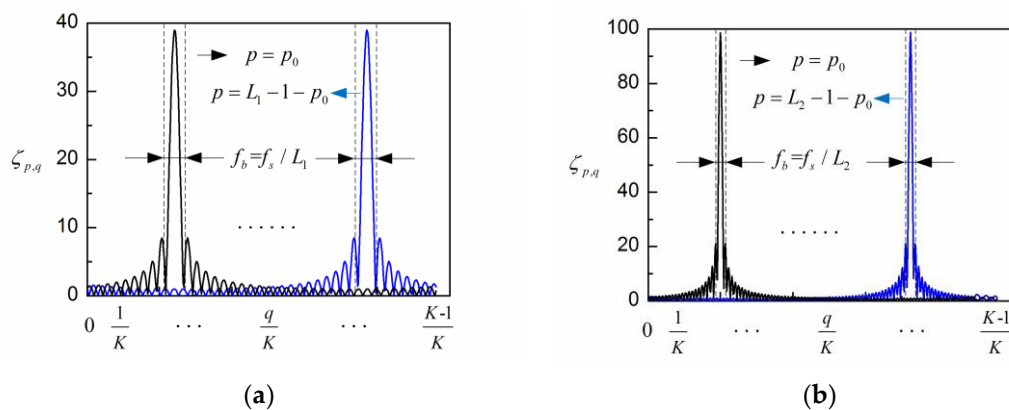 40
30
20
10
0
ζp,q
p = p0
p = L1 − 1 − p0
fb=fs / L1
. . . . . .
0 1/K · · · q/K · · · K-1/K
(a)
100
80
60
40
20
0
ζp,q
p = p0
p = L2 − 1 − p0
fb=fs / L2
. . . . . .
0 1/K · · · q/K · · · K-1/K
(b)